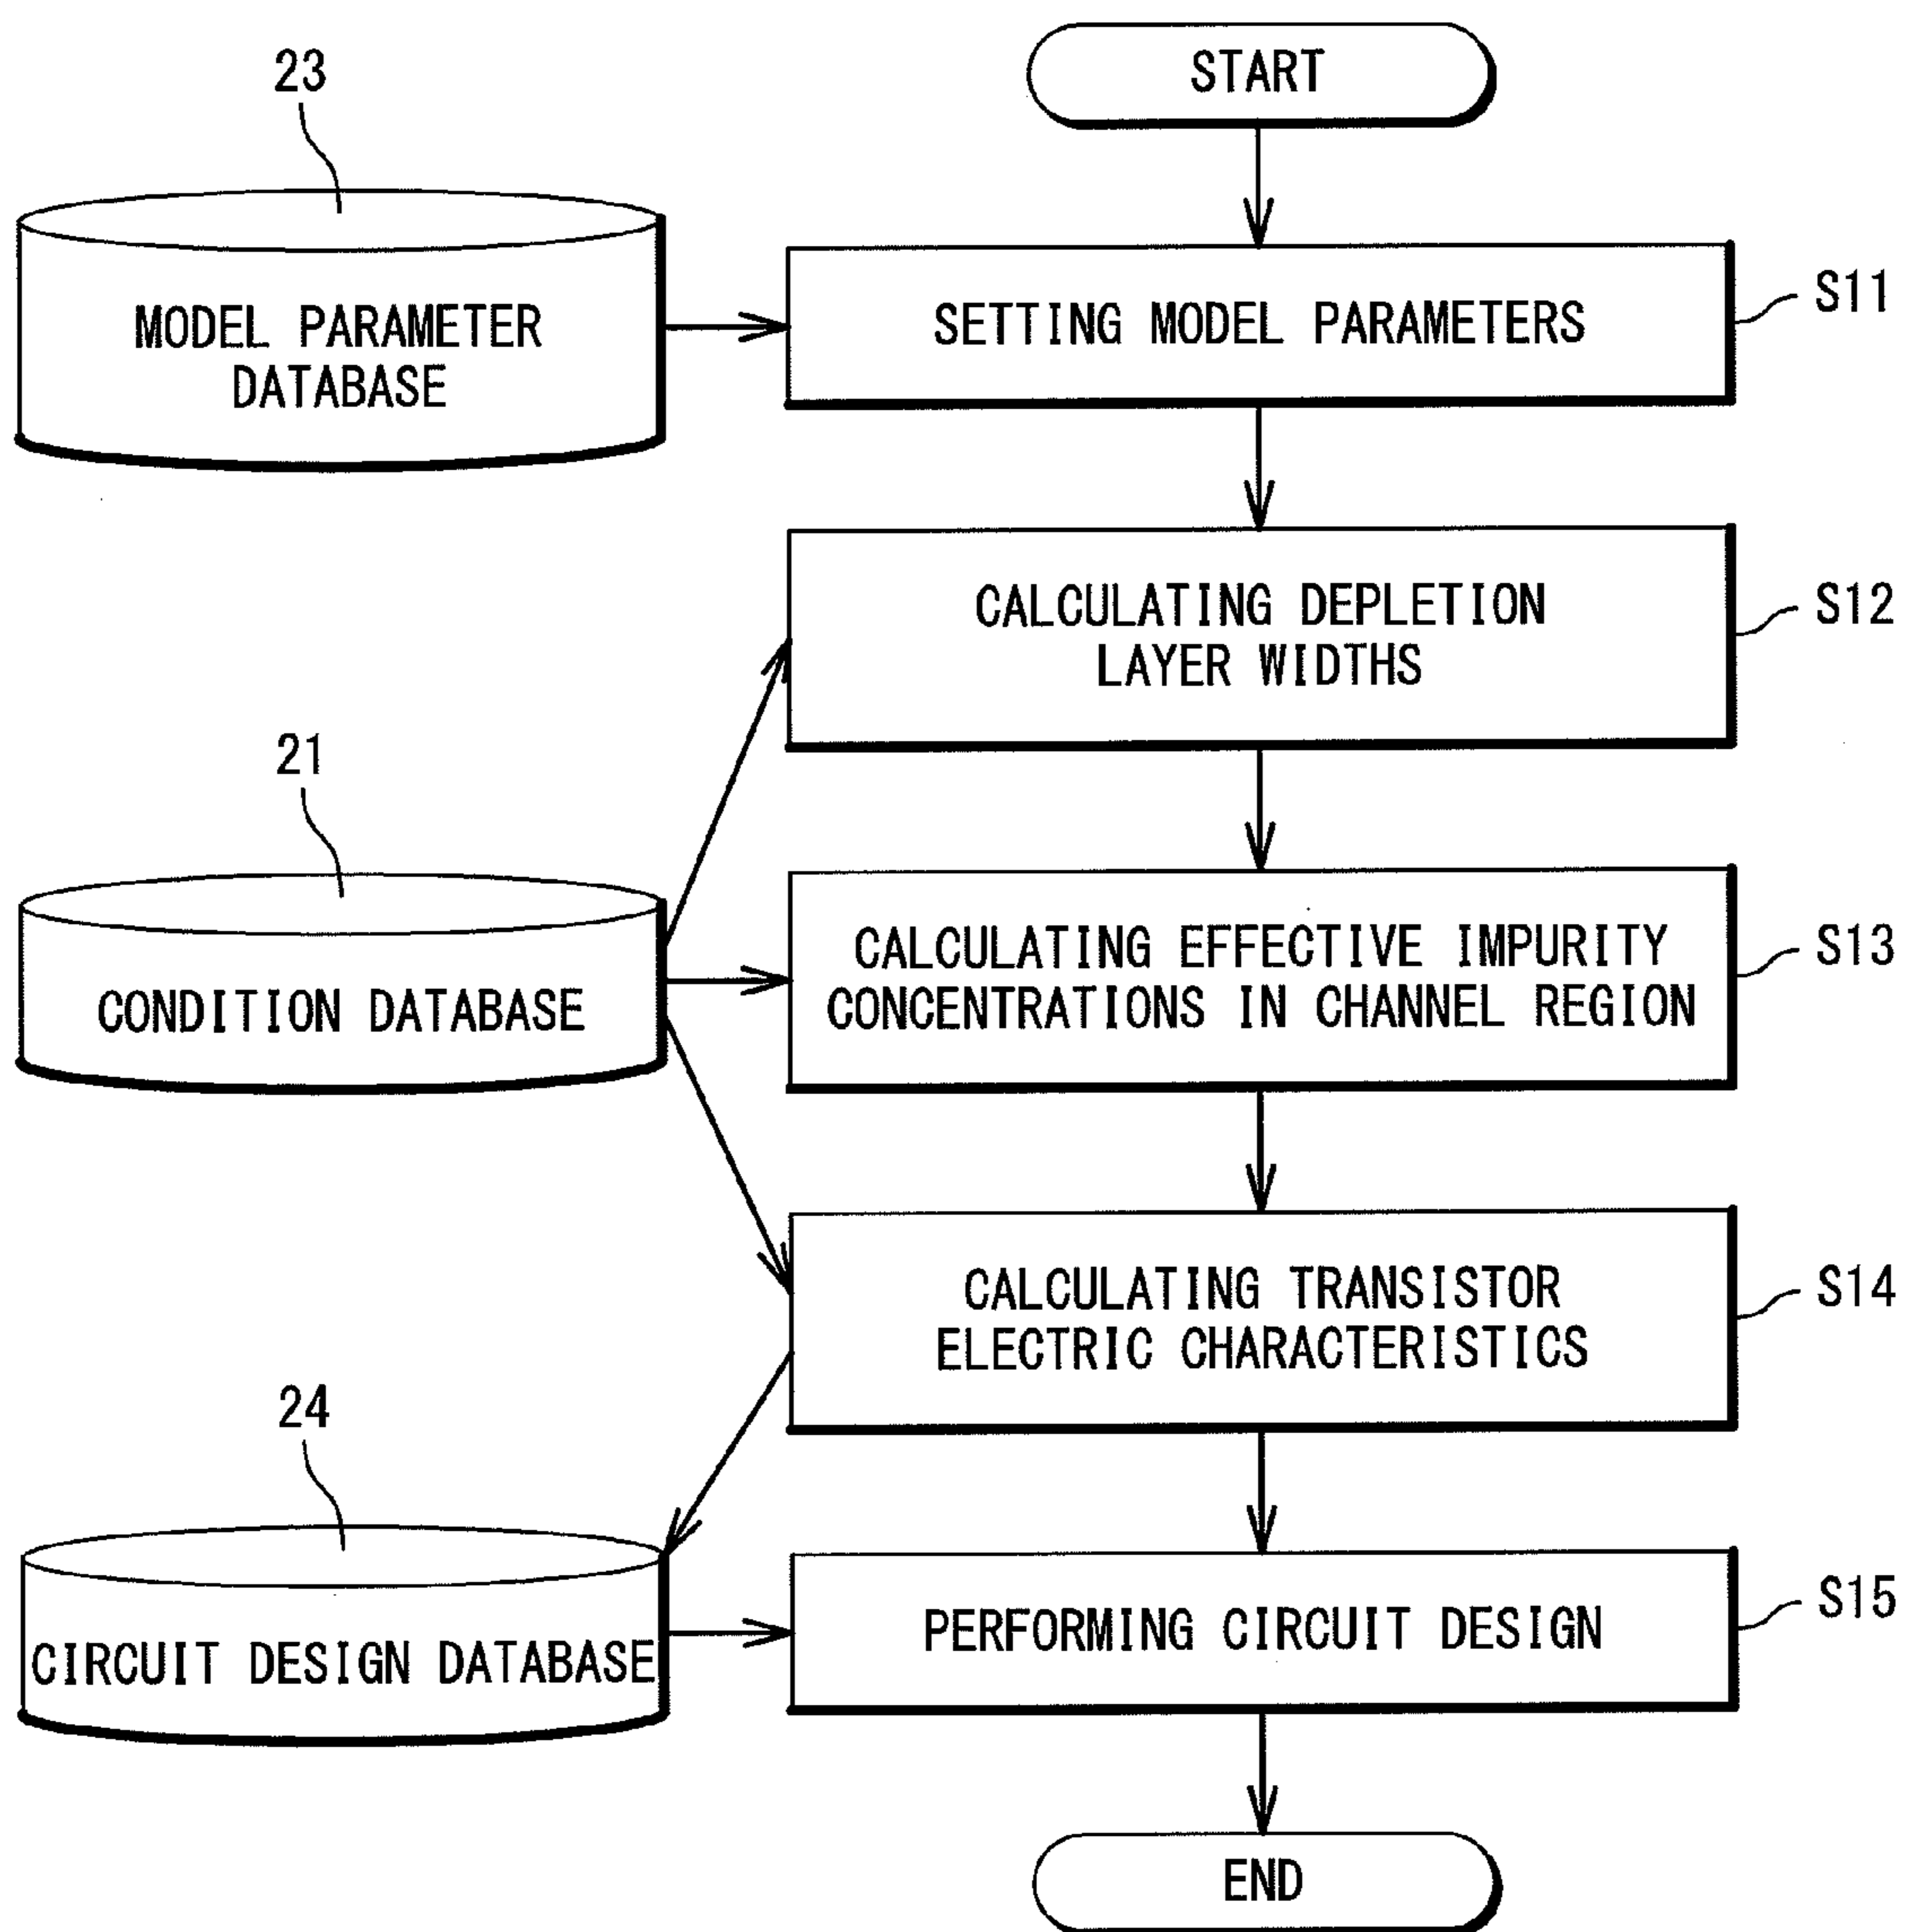 START
23
MODEL PARAMETER
DATABASE
SETTING MODEL PARAMETERS
S11
CALCULATING DEPLETION
LAYER WIDTHS
S12
21
CONDITION DATABASE
CALCULATING EFFECTIVE IMPURITY
CONCENTRATIONS IN CHANNEL REGION
S13
CALCULATING TRANSISTOR
ELECTRIC CHARACTERISTICS
S14
24
CIRCUIT DESIGN DATABASE
PERFORMING CIRCUIT DESIGN
S15
END